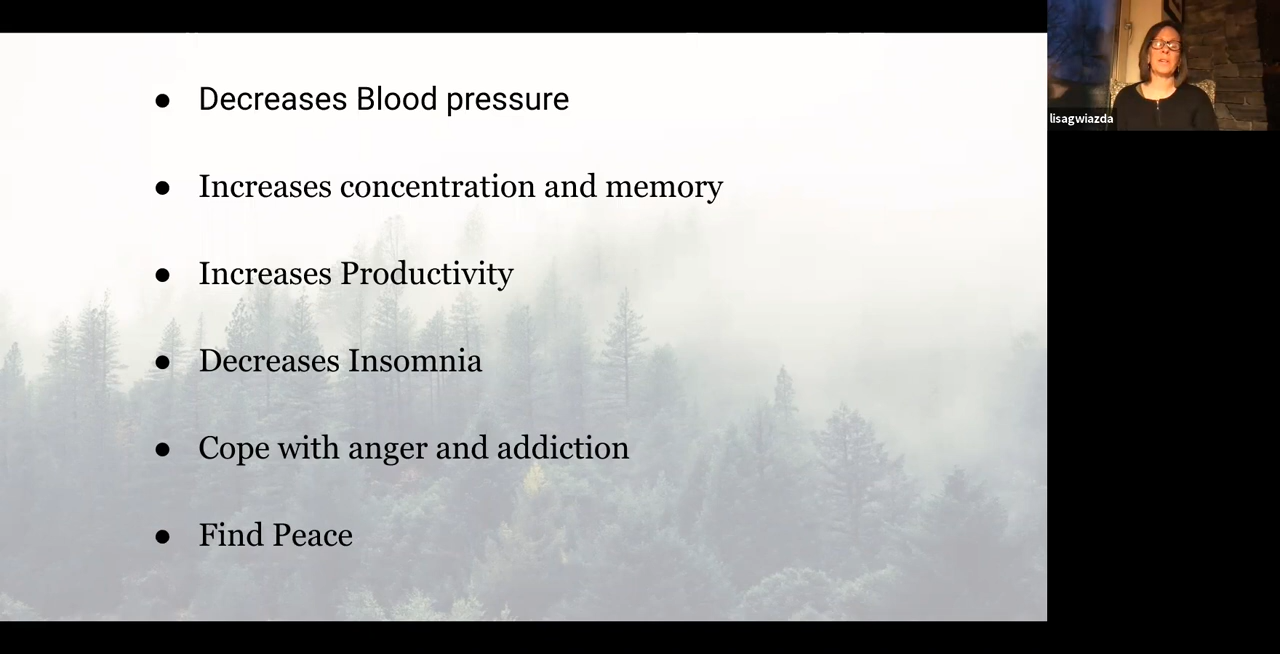 ● Decreases Blood pressure
● Increases concentration and memory
● Increases Productivity
● Decreases Insomnia
● Cope with anger and addiction
● Find Peace
lisagwiazda